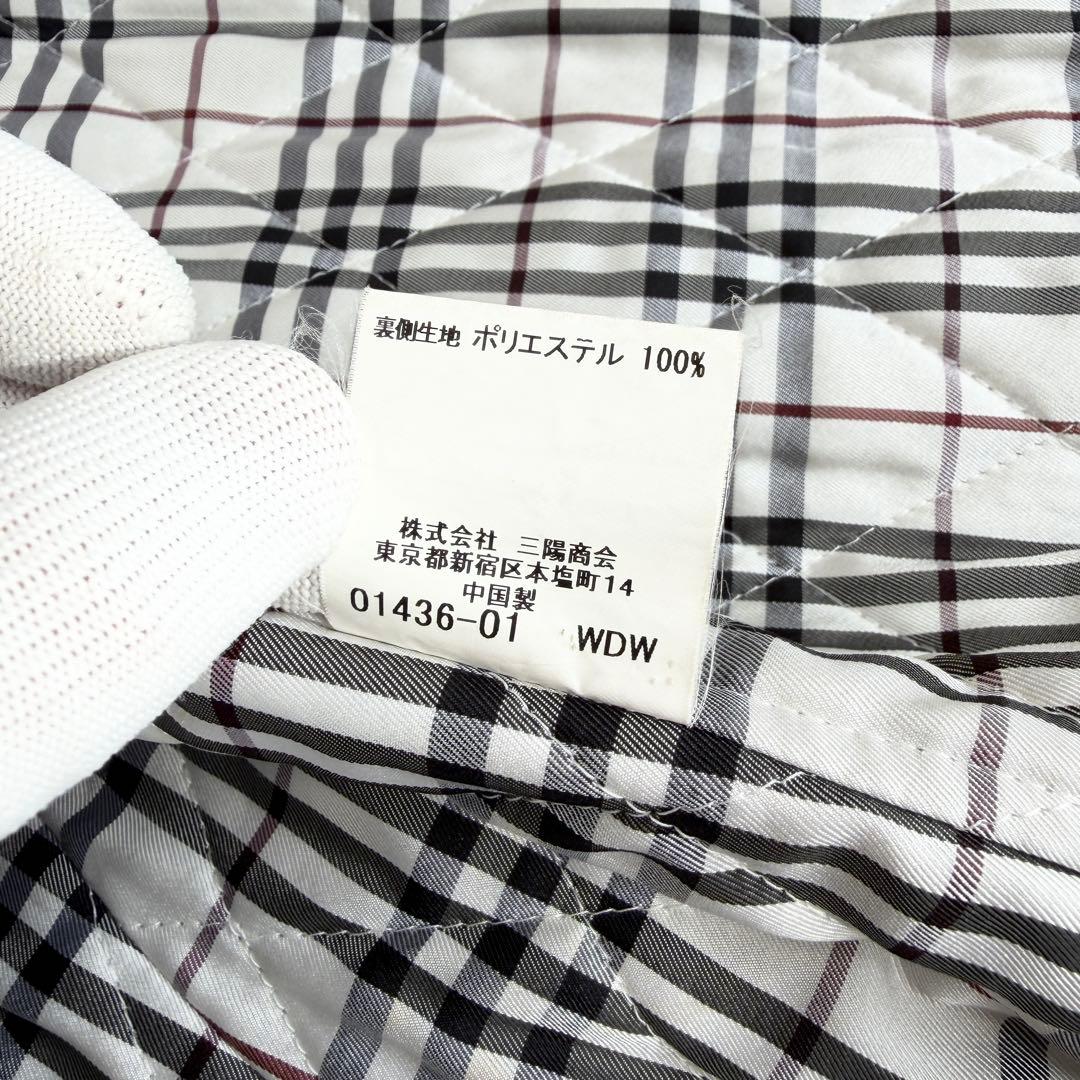 裏側生地 ポリエステル 100%
株式会社 三陽商会
東京都新宿区本塩町14
中国製
01436-01 WDW